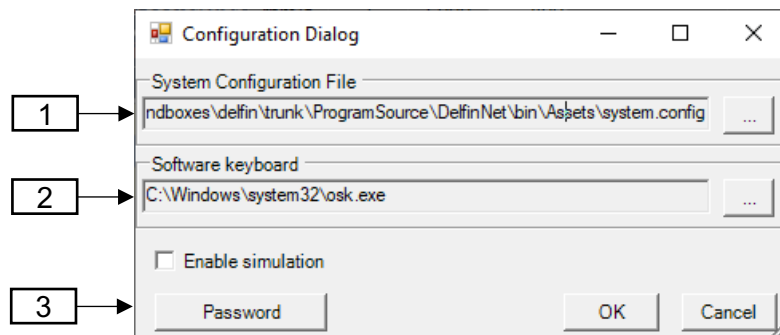 Configuration Dialog
System Configuration File
1
ndboxes\delfin\trunk\ProgramSource\DelfinNet\bin\Assets\system.config
...
Software keyboard
2
C:\Windows\system32\osk.exe
...
Enable simulation
3
Password
OK
Cancel